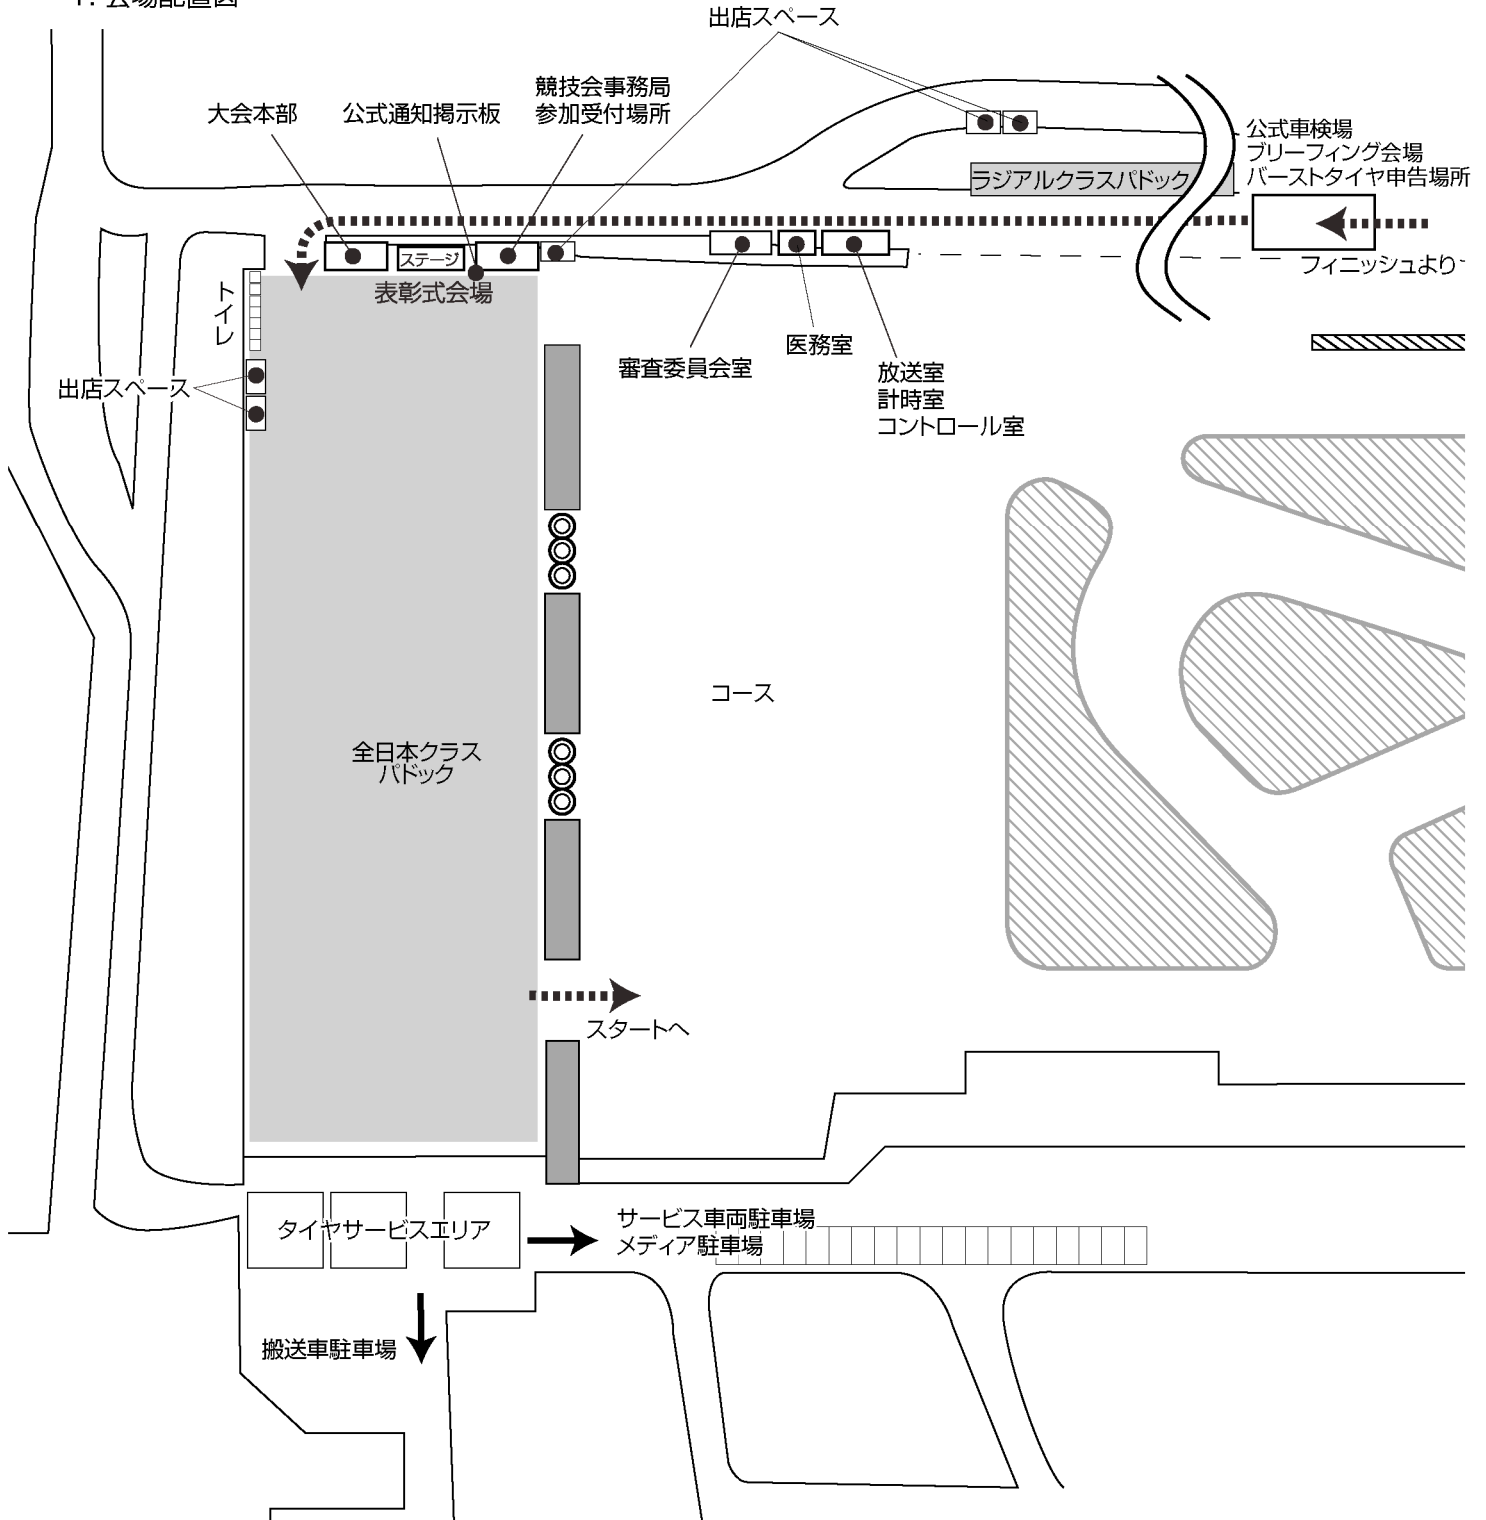 1. 会場配置図
出店スペース
大会本部
公式通知掲示板
競技会事務局
参加受付場所
公式車検場
ブリーフィング会場
バーストタイヤ申告場所
ラジアルクラスパドック
ステージ
フィニッシュより
表彰式会場
トイレ
出店スペース
審査委員会室
医務室
放送室
計時室
コントロール室
コース
全日本クラス
パドック
スタートへ
タイヤサービスエリア
サービス車両駐車場
メディア駐車場
搬送車駐車場